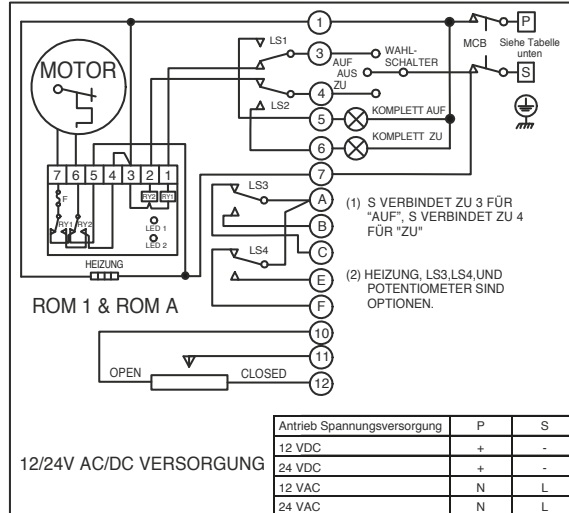 1
P
LS1
MCB
Siehe Tabelle
unten
3
WAHL-
SCHALTER
AUF
AUS
ZU
S
MOTOR
4
LS2
5
KOMPLETT AUF
6
KOMPLETT ZU
7 6 5 4 3 2 1
7
F
RY2 RY1
RY1 RY2
LED 1
LED 2
LS3
A
B
C
(1) S VERBINDET ZU 3 FÜR
"AUF", S VERBINDET ZU 4
FÜR "ZU"
HEIZUNG
LS4
E
F
(2) HEIZUNG, LS3,LS4,UND
POTENTIOMETER SIND
OPTIONEN.
ROM 1 & ROM A
10
11
OPEN
CLOSED
12
12/24V AC/DC VERSORGUNG
Antrieb Spannungsversorgung P S
12 VDC + -
24 VDC + -
12 VAC N L
24 VAC N L